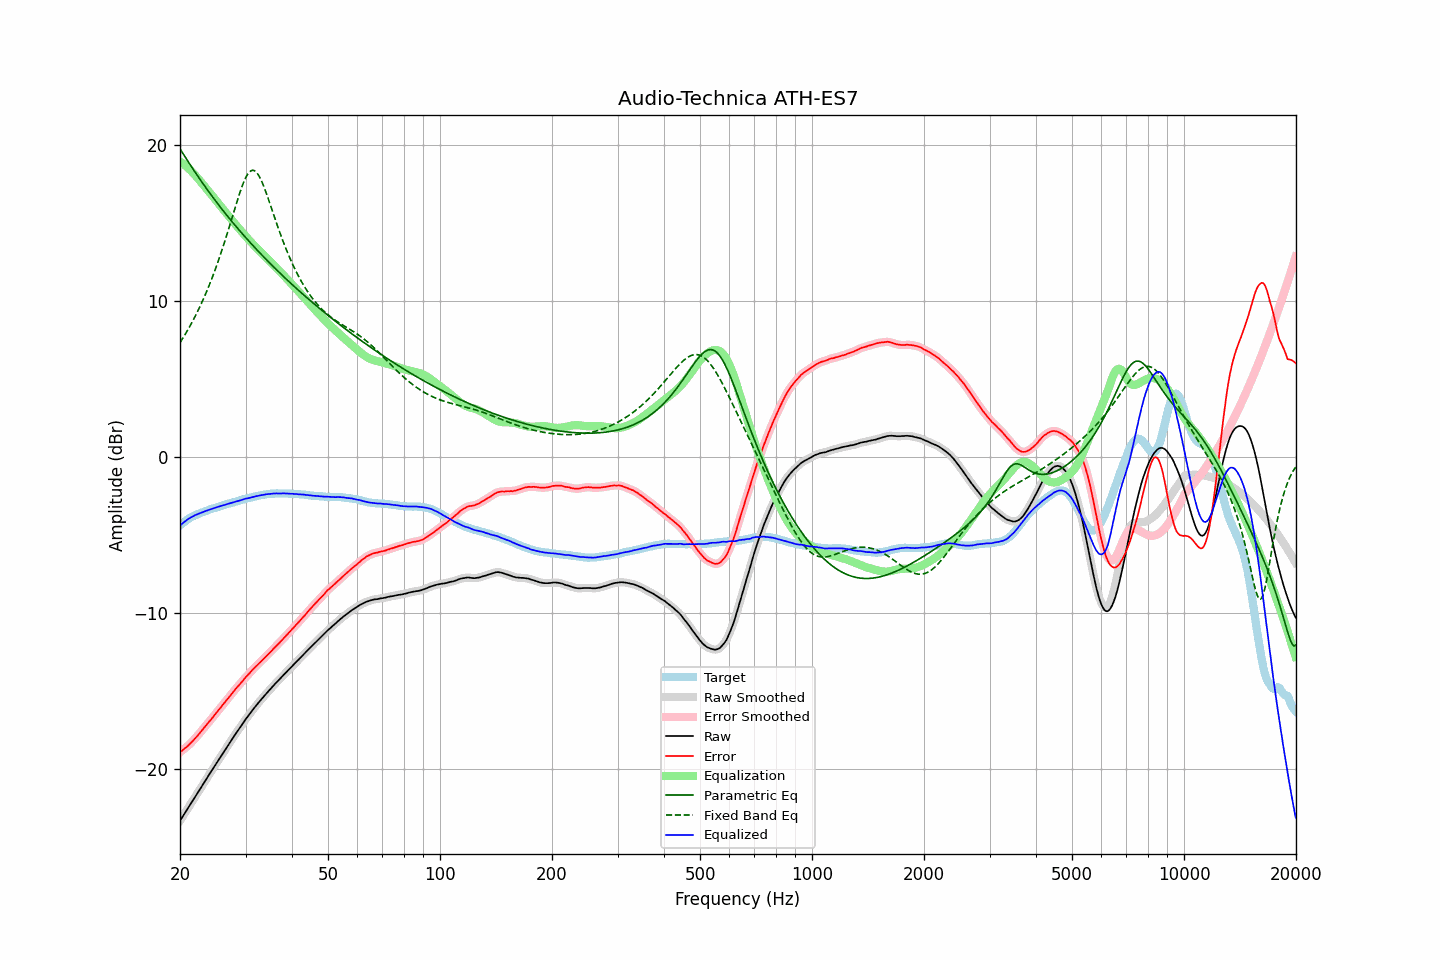 Audio-Technica ATH-ES7
Amplitude (dBr)
20
10
0
−10
−20
Target
Raw Smoothed
Error Smoothed
Raw
Error
Equalization
Parametric Eq
Fixed Band Eq
Equalized
20 50 100 200 500 1000 2000 5000 10000 20000
Frequency (Hz)